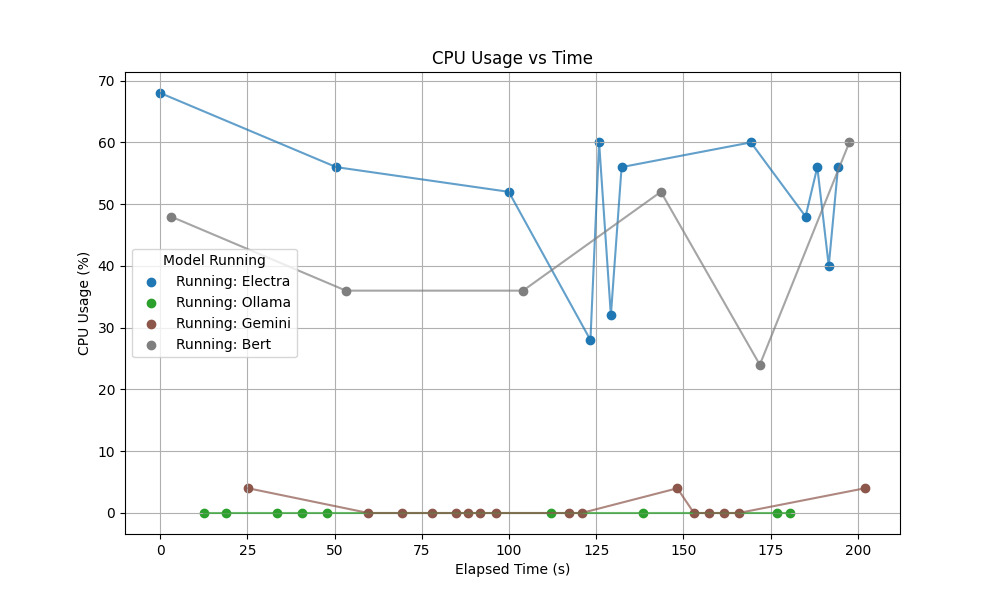 CPU Usage vs Time
CPU Usage (%)
70
60
50
40
30
20
10
0
Model Running
Running: Electra
Running: Ollama
Running: Gemini
Running: Bert
0 25 50 75 100 125 150 175 200
Elapsed Time (s)